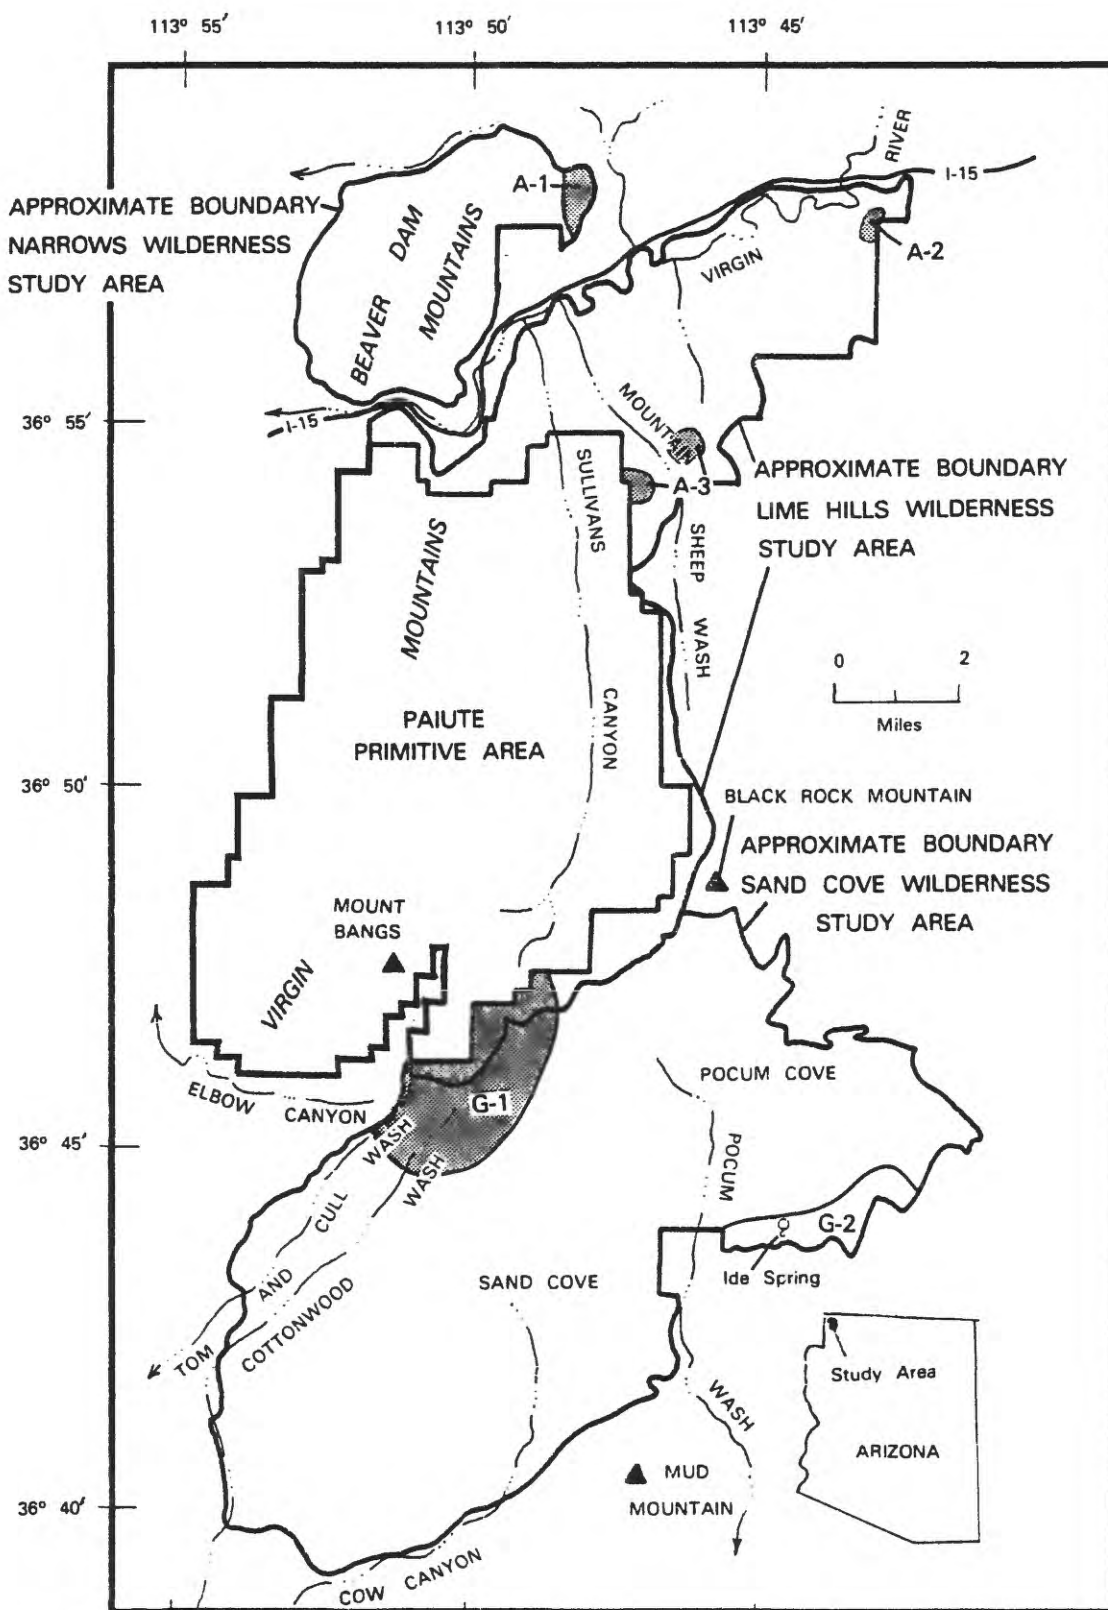 113° 55′
113° 50′
113° 45′
RIVER
I-15
A-1
APPROXIMATE BOUNDARY
NARROWS WILDERNESS
STUDY AREA
BEAVER DAM
MOUNTAINS
VIRGIN
A-2
36° 55′
I-15
MOUNTAIN
SULLIVANS
A-3
APPROXIMATE BOUNDARY
LIME HILLS WILDERNESS
STUDY AREA
MOUNTAINS
SHEEP
WASH
0 2
Miles
CANYON
PAIUTE
PRIMITIVE AREA
36° 50′
BLACK ROCK MOUNTAIN
APPROXIMATE BOUNDARY
SAND COVE WILDERNESS
STUDY AREA
MOUNT
BANGS
VIRGIN
ELBOW CANYON
POCUM COVE
G-1
36° 45′
WASH
WASH
POCUM
CULL
G-2
Ide Spring
SAND COVE
AND
COTTONWOOD
TOM
Study Area
WASH
ARIZONA
MUD
MOUNTAIN
36° 40′
COW CANYON